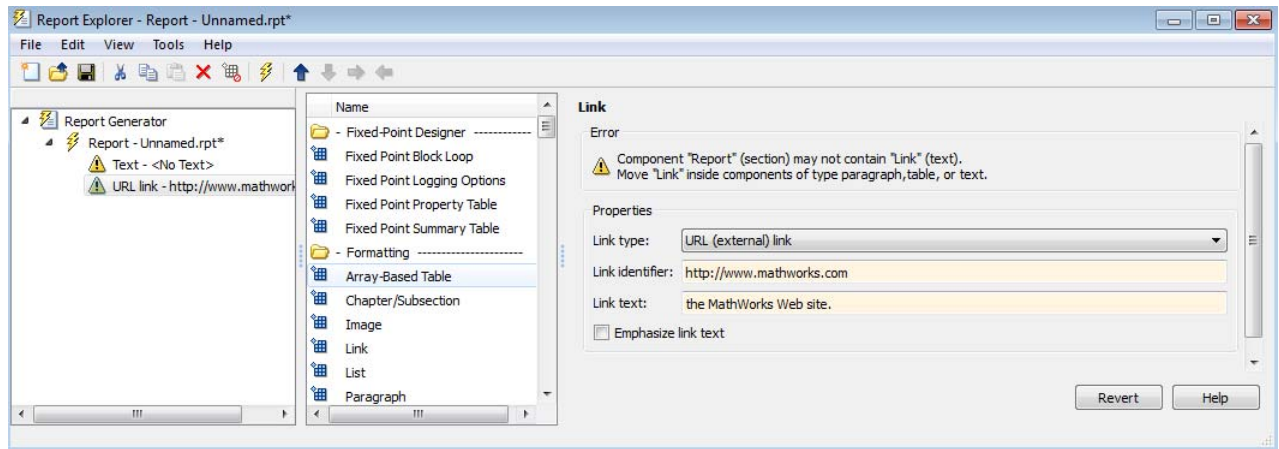 Report Explorer - Report - Unnamed.rpt*
File Edit View Tools Help
Report Generator
Report - Unnamed.rpt*
Text - <No Text>
URL link - http://www.mathwork
Name
- Fixed-Point Designer ------------
Fixed Point Block Loop
Fixed Point Logging Options
Fixed Point Property Table
Fixed Point Summary Table
- Formatting ----------------------
Array-Based Table
Chapter/Subsection
Image
Link
List
Paragraph
Link
Error
Component "Report" (section) may not contain "Link" (text).
Move "Link" inside components of type paragraph,table, or text.
Properties
Link type: URL (external) link
Link identifier: http://www.mathworks.com
Link text: the MathWorks Web site.
Emphasize link text
Revert Help